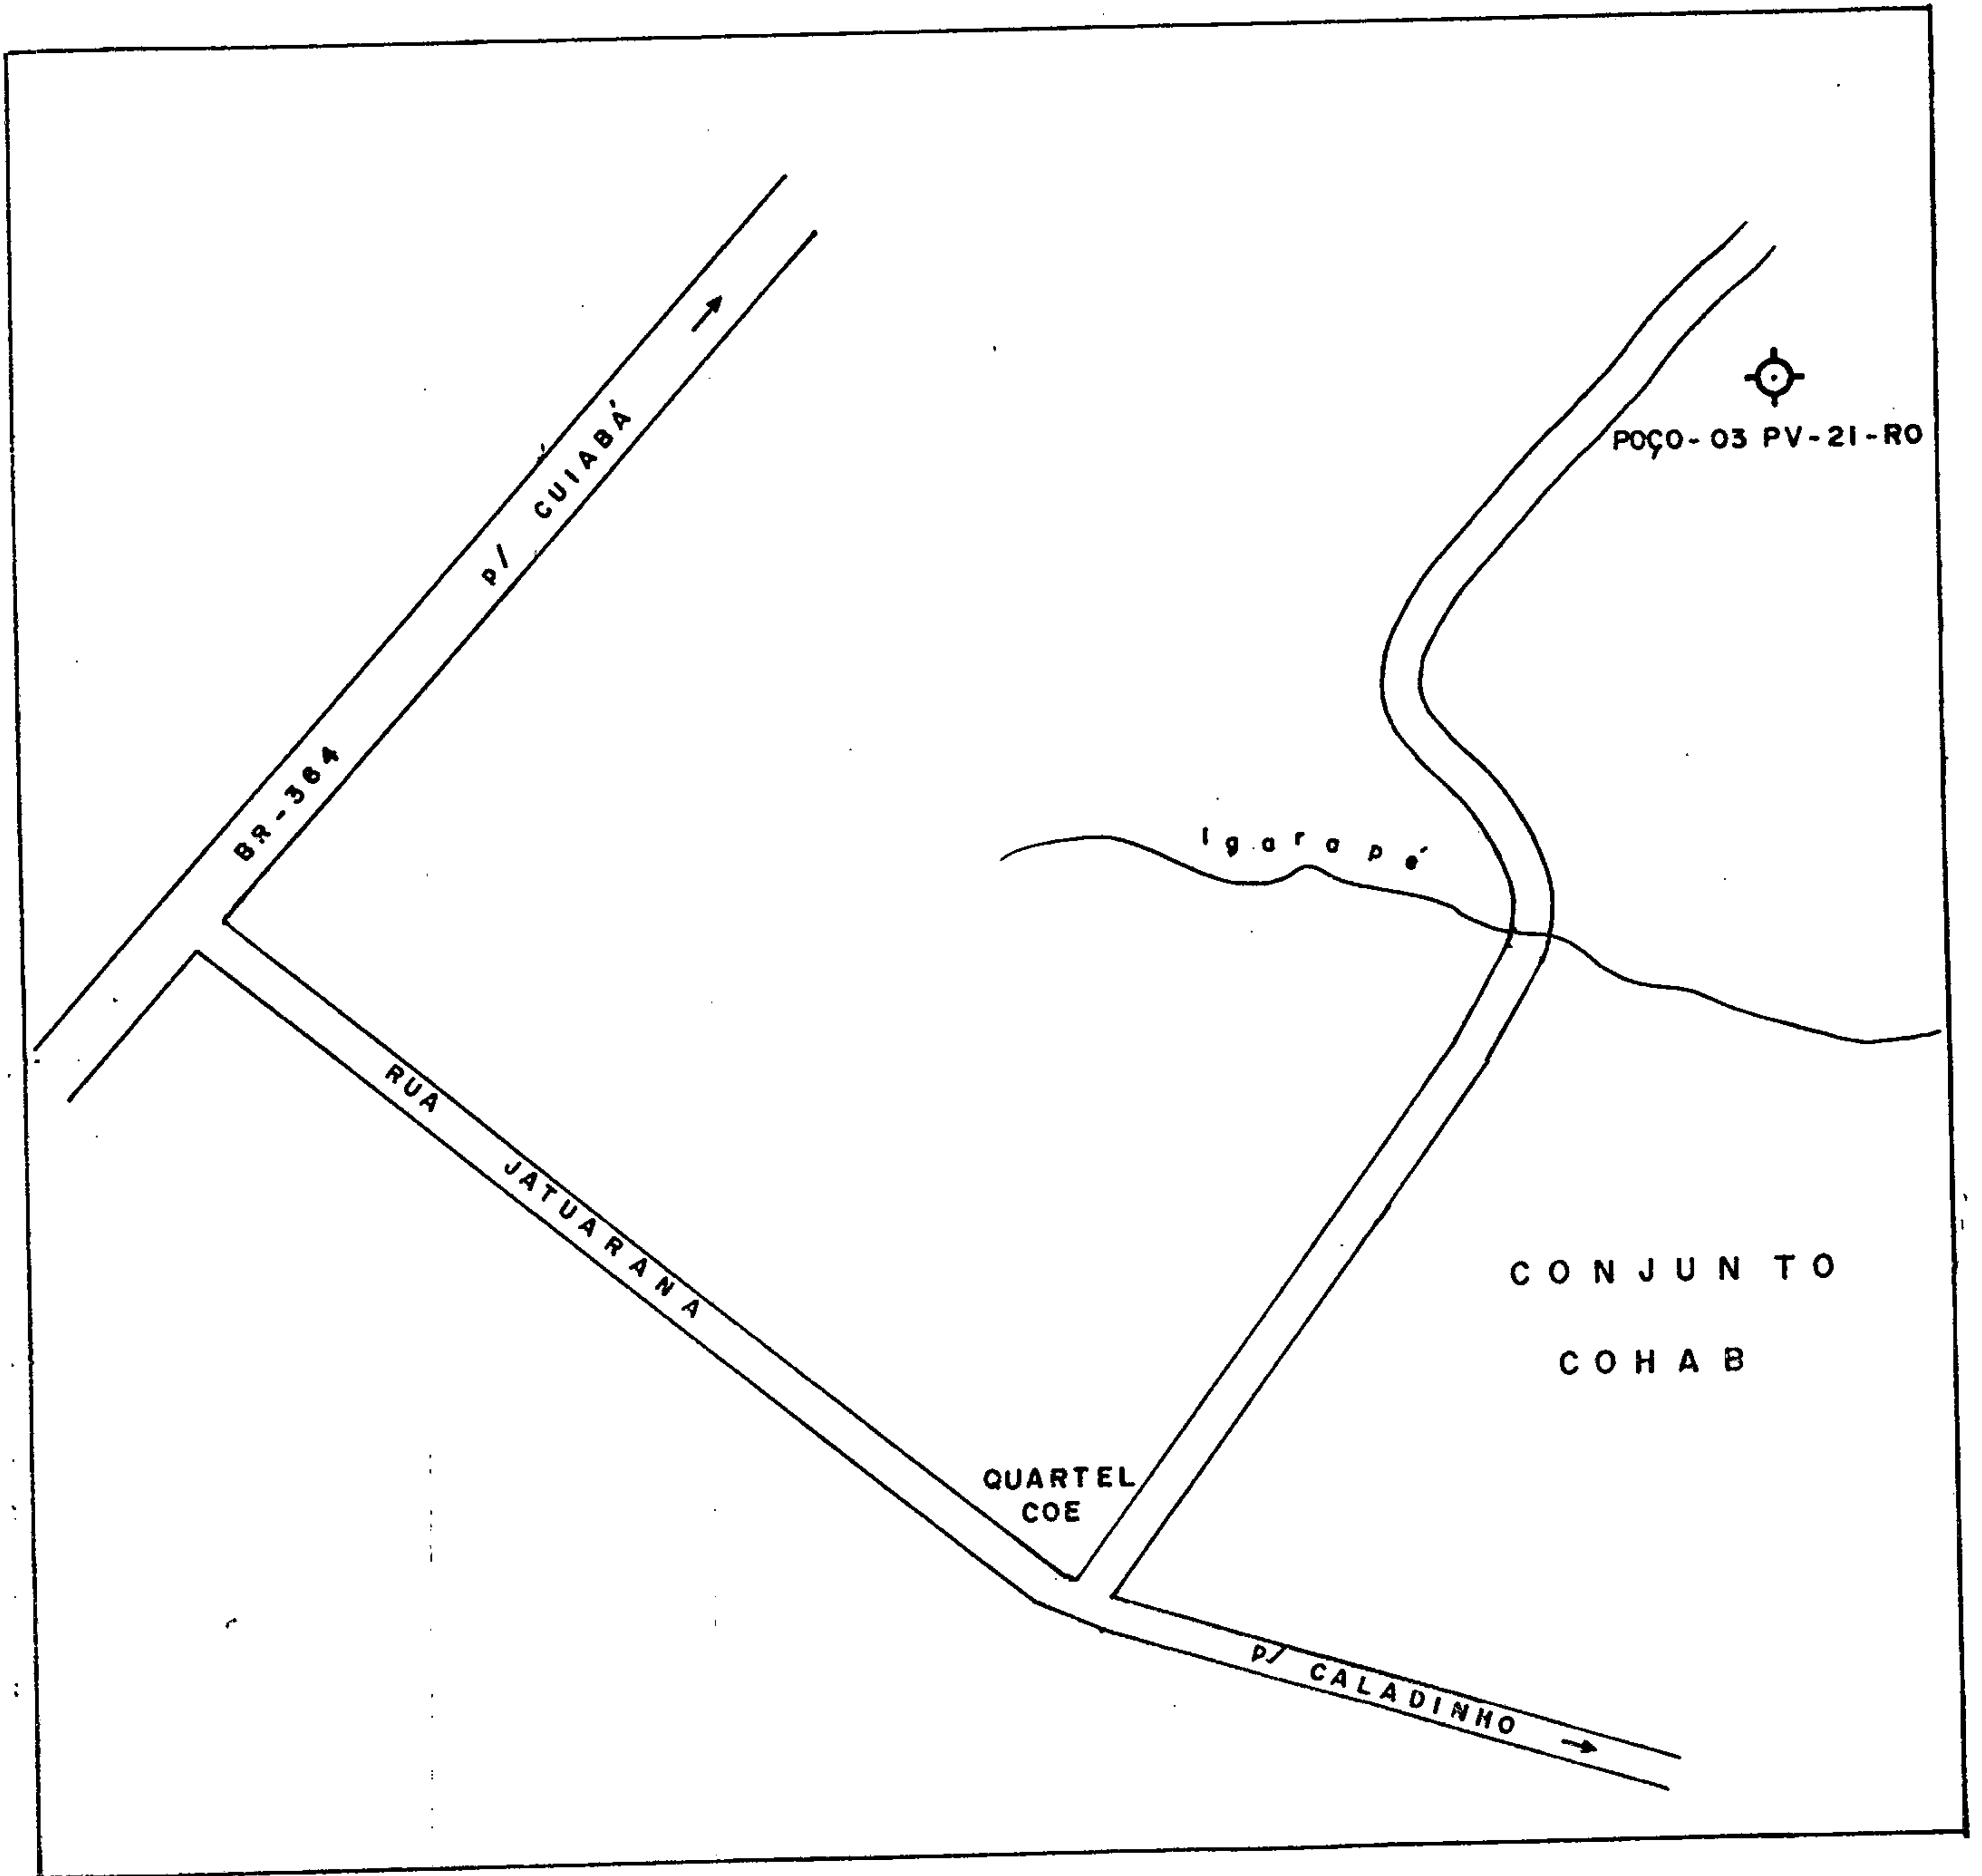 p/ CUIABÁ
POÇO-03 PV-21-RO
BR-364
Igarapé
RUA JATUARANA
CONJUNTO
COHAB
QUARTEL
COE
p/ CALADINHO